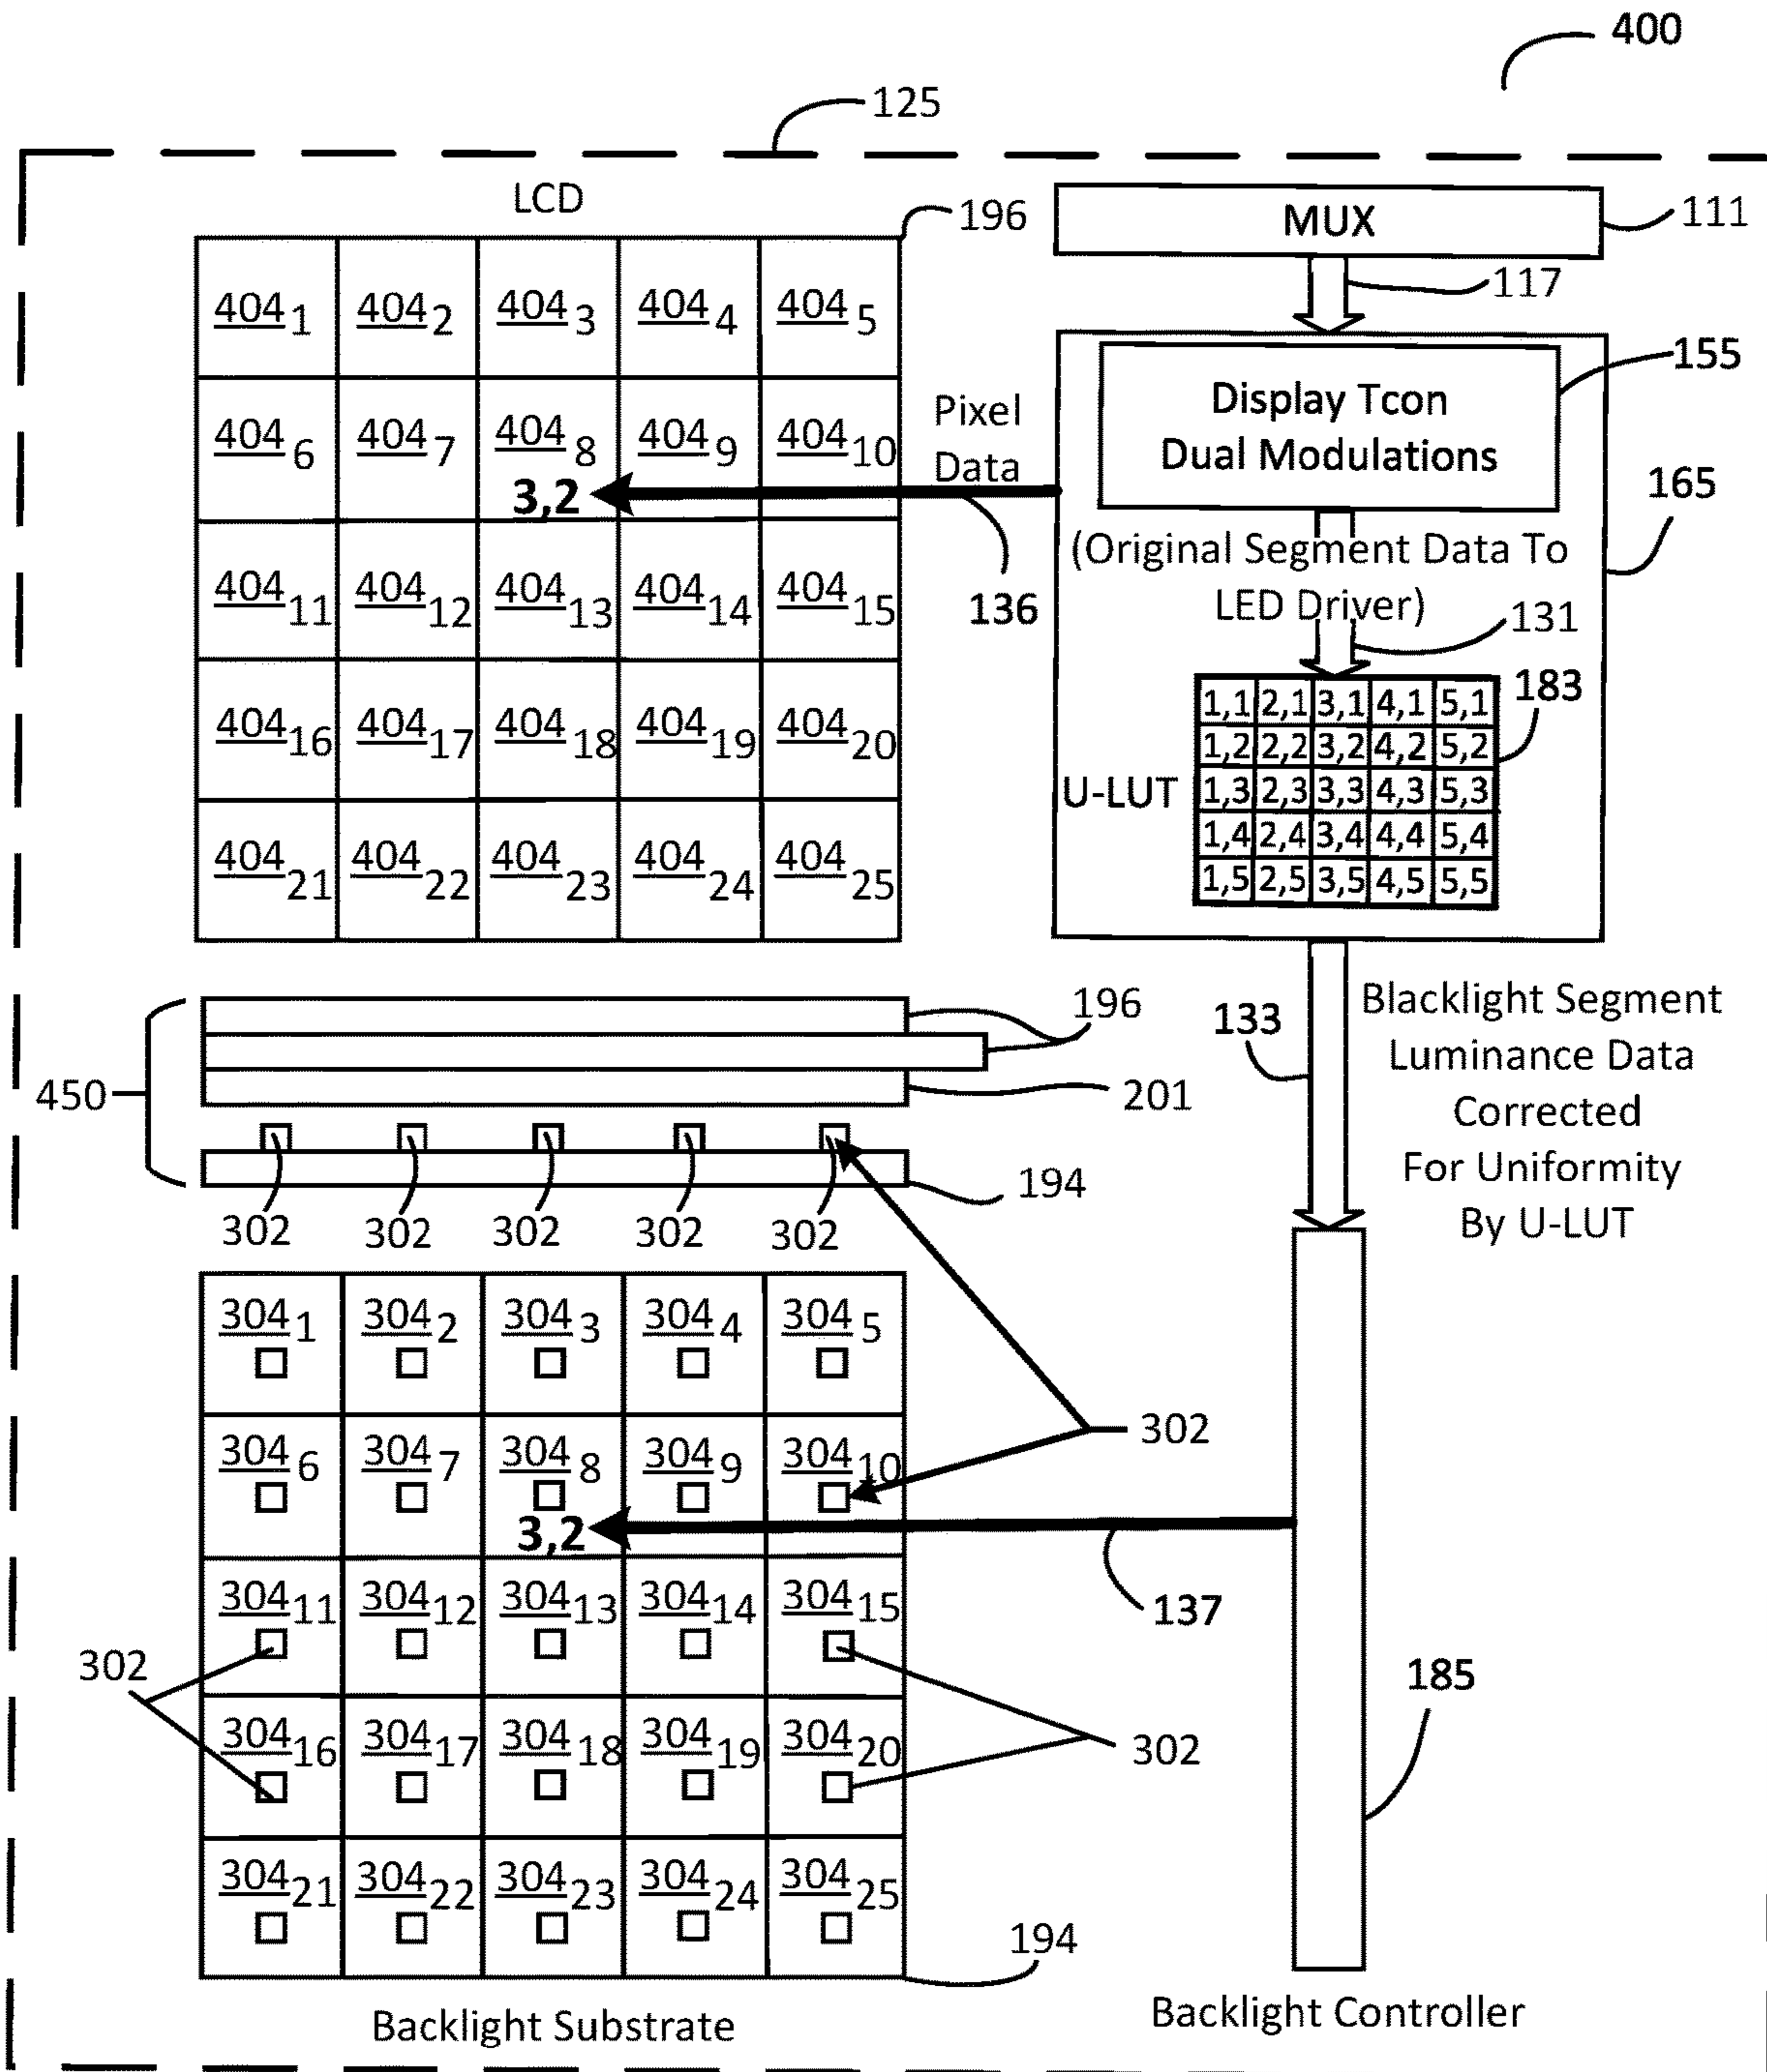 400
125
LCD
196
MUX
111
117
404 1 404 2 404 3 404 4 404 5
155
Display Tcon
Dual Modulations
Pixel
Data
404 6 404 7 404 8 404 9 404 10
3,2
165
(Original Segment Data To
LED Driver)
136
131
404 11 404 12 404 13 404 14 404 15
183
1,1 2,1 3,1 4,1 5,1
1,2 2,2 3,2 4,2 5,2
U-LUT
1,3 2,3 3,3 4,3 5,3
1,4 2,4 3,4 4,4 5,4
1,5 2,5 3,5 4,5 5,5
404 16 404 17 404 18 404 19 404 20
404 21 404 22 404 23 404 24 404 25
196
133
Blacklight Segment
Luminance Data
Corrected
For Uniformity
By U-LUT
450
201
194
302 302 302 302 302
304 1 304 2 304 3 304 4 304 5
302
304 6 304 7 304 8 304 9 304 10
3,2
137
304 11 304 12 304 13 304 14 304 15
302
185
304 16 304 17 304 18 304 19 304 20
302
304 21 304 22 304 23 304 24 304 25
194
Backlight Substrate
Backlight Controller